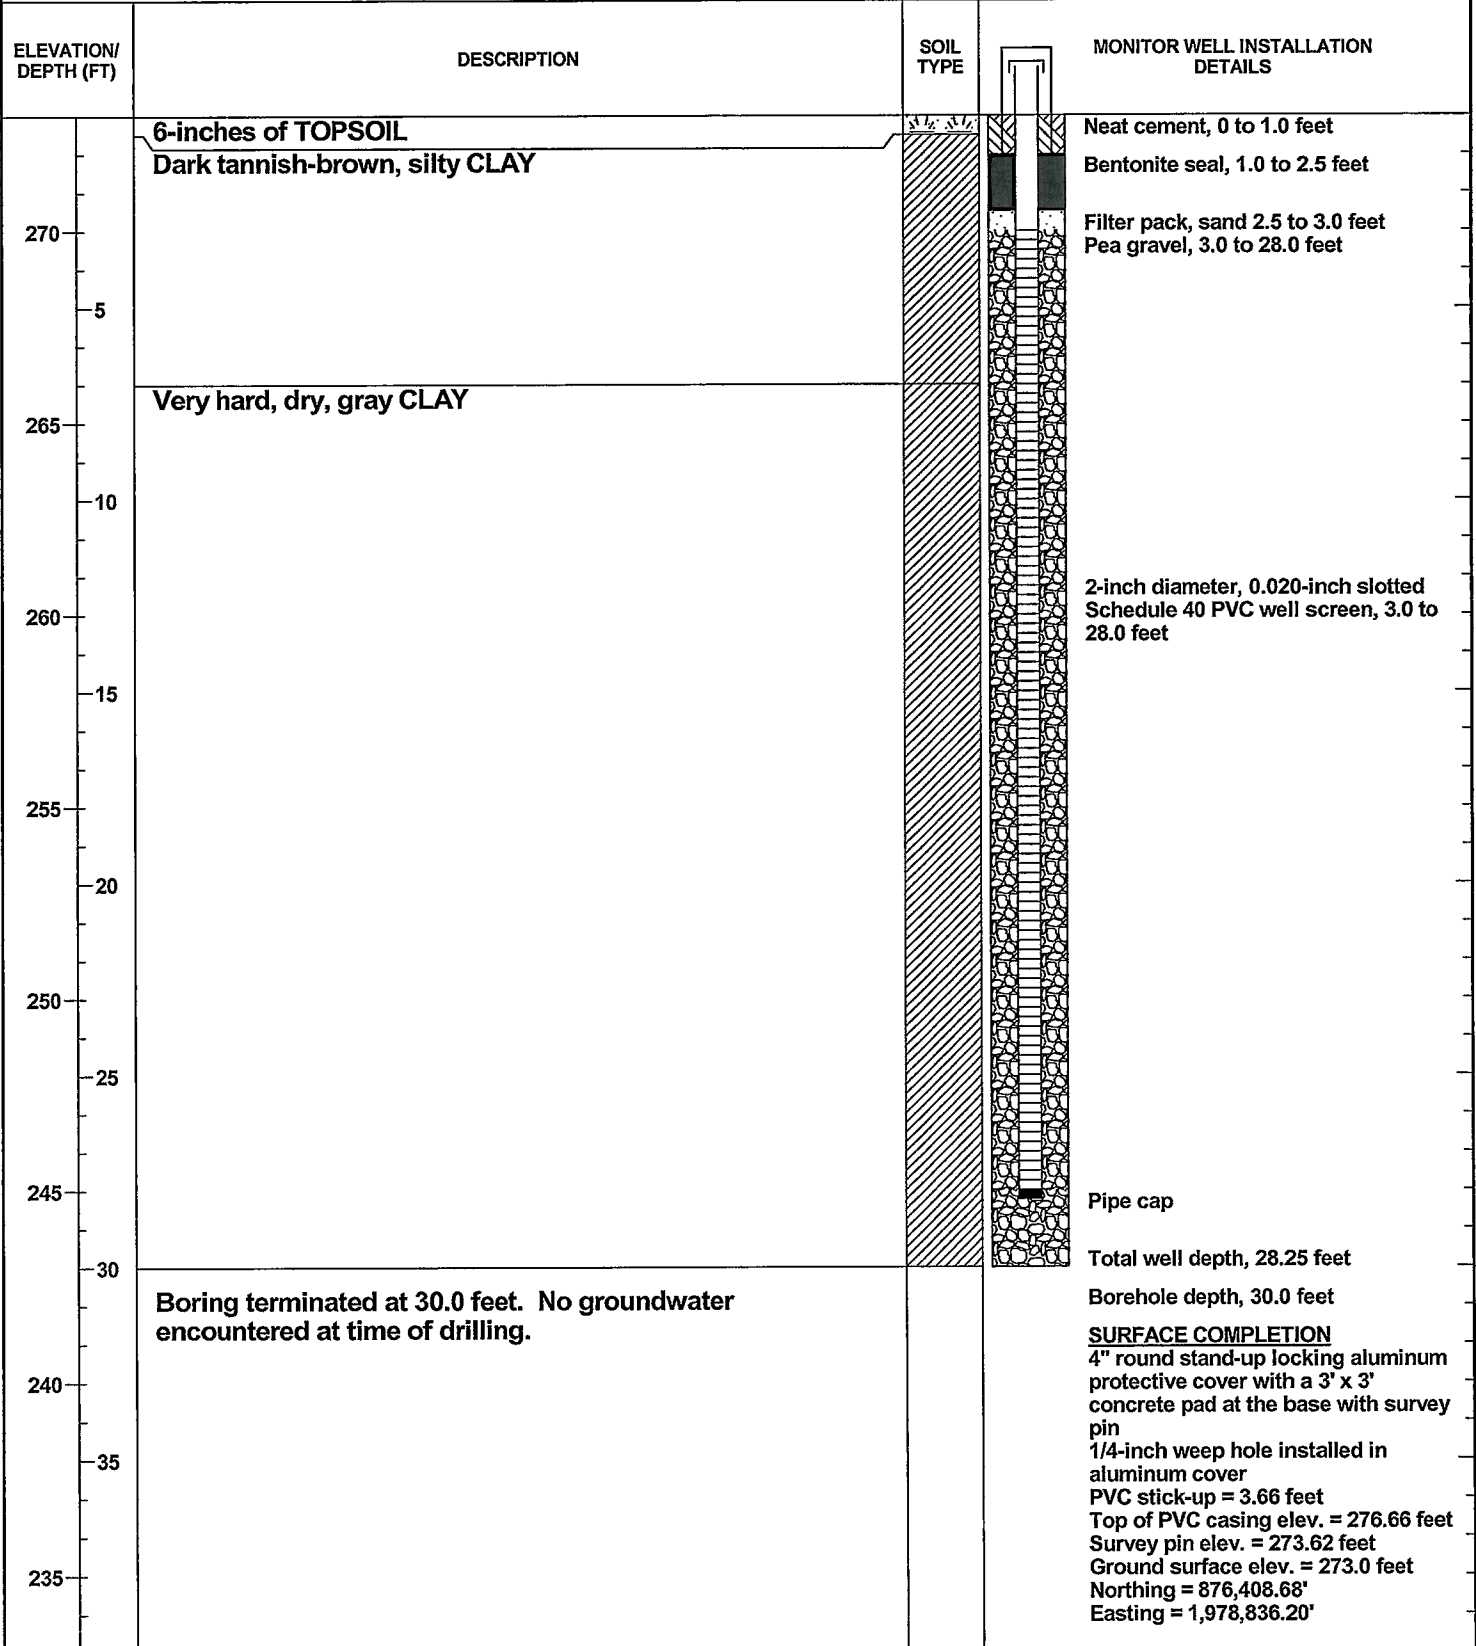 ELEVATION/
DEPTH (FT)
DESCRIPTION
SOIL
TYPE
MONITOR WELL INSTALLATION
DETAILS
6-inches of TOPSOIL
Neat cement, 0 to 1.0 feet
Dark tannish-brown, silty CLAY
Bentonite seal, 1.0 to 2.5 feet
Filter pack, sand 2.5 to 3.0 feet
270
Pea gravel, 3.0 to 28.0 feet
5
Very hard, dry, gray CLAY
265
10
2-inch diameter, 0.020-inch slotted
Schedule 40 PVC well screen, 3.0 to
28.0 feet
260
15
255
20
250
25
245
Pipe cap
Total well depth, 28.25 feet
30
Boring terminated at 30.0 feet. No groundwater
encountered at time of drilling.
Borehole depth, 30.0 feet
SURFACE COMPLETION
4" round stand-up locking aluminum
protective cover with a 3' x 3'
concrete pad at the base with survey
pin
240
1/4-inch weep hole installed in
aluminum cover
35
PVC stick-up = 3.66 feet
Top of PVC casing elev. = 276.66 feet
Survey pin elev. = 273.62 feet
Ground surface elev. = 273.0 feet
235
Northing = 876,408.68'
Easting = 1,978,836.20'